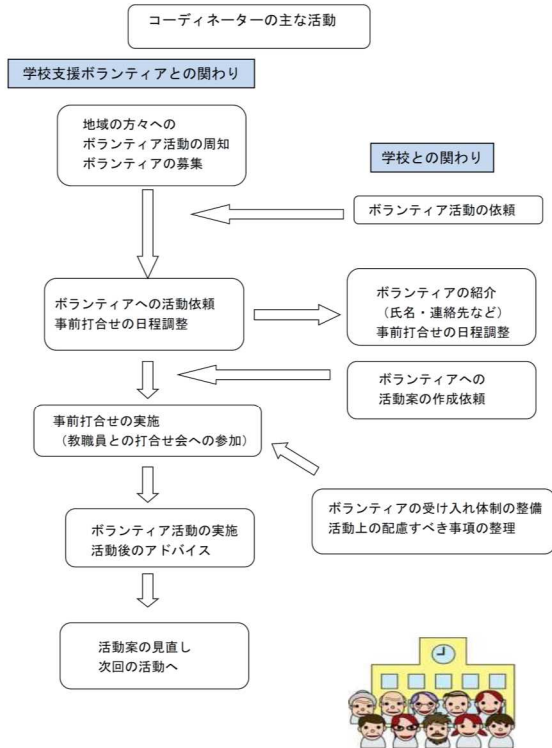 コーディネーターの主な活動
学校支援ボランティアとの関わり
地域の方々への
ボランティア活動の周知
ボランティアの募集
学校との関わり
ボランティア活動の依頼
ボランティアへの活動依頼
事前打合せの日程調整
ボランティアの紹介
（氏名・連絡先など）
事前打合せの日程調整
ボランティアへの
活動案の作成依頼
事前打合せの実施
（教職員との打合せ会への参加）
ボランティアの受け入れ体制の整備
活動上の配慮すべき事項の整理
ボランティア活動の実施
活動後のアドバイス
活動案の見直し
次回の活動へ